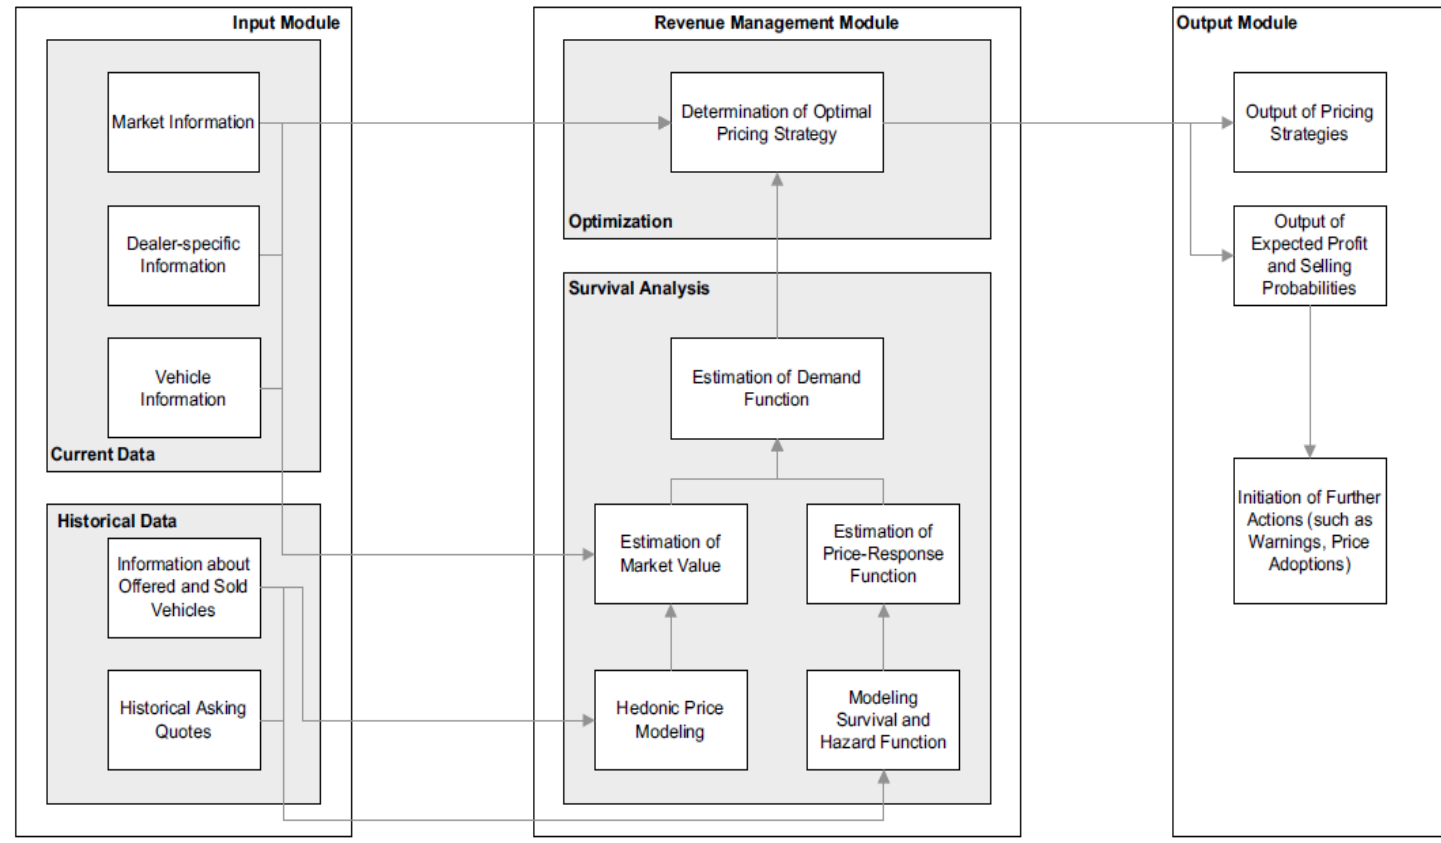 Input Module
Market Information
Dealer-specific
Information
Vehicle
Information
Current Data
Historical Data
Information about
Offered and Sold
Vehicles
Historical Asking
Quotes
Revenue Management Module
Determination of Optimal
Pricing Strategy
Optimization
Survival Analysis
Estimation of Demand
Function
Estimation of
Market Value
Estimation of
Price-Response
Function
Hedonic Price
Modeling
Modeling
Survival and
Hazard Function
Output Module
Output of Pricing
Strategies
Output of
Expected Profit
and Selling
Probabilities
Initiation of Further
Actions (such as
Warnings, Price
Adoptions)